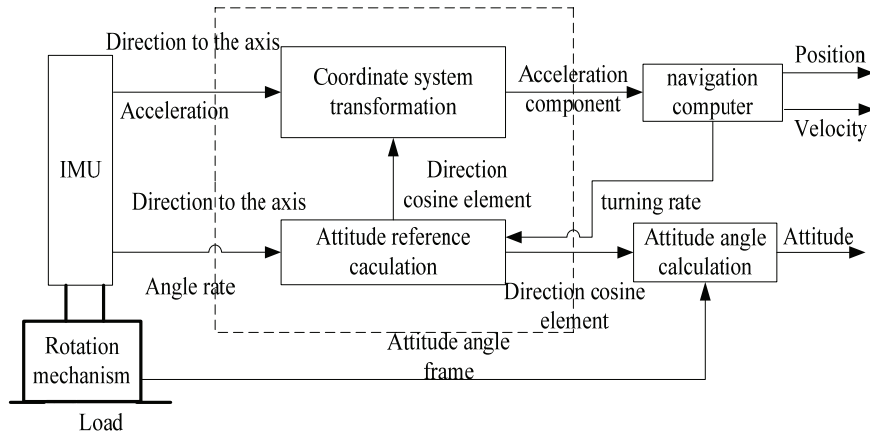 Direction to the axis
Acceleration
Coordinate system
transformation
Acceleration
component
navigation
computer
Position
Velocity
IMU
Direction
cosine element
turning rate
Direction to the axis
Angle rate
Attitude reference
caculation
Direction cosine
element
Attitude angle
calculation
Attitude
Rotation
mechanism
Attitude angle
frame
Load